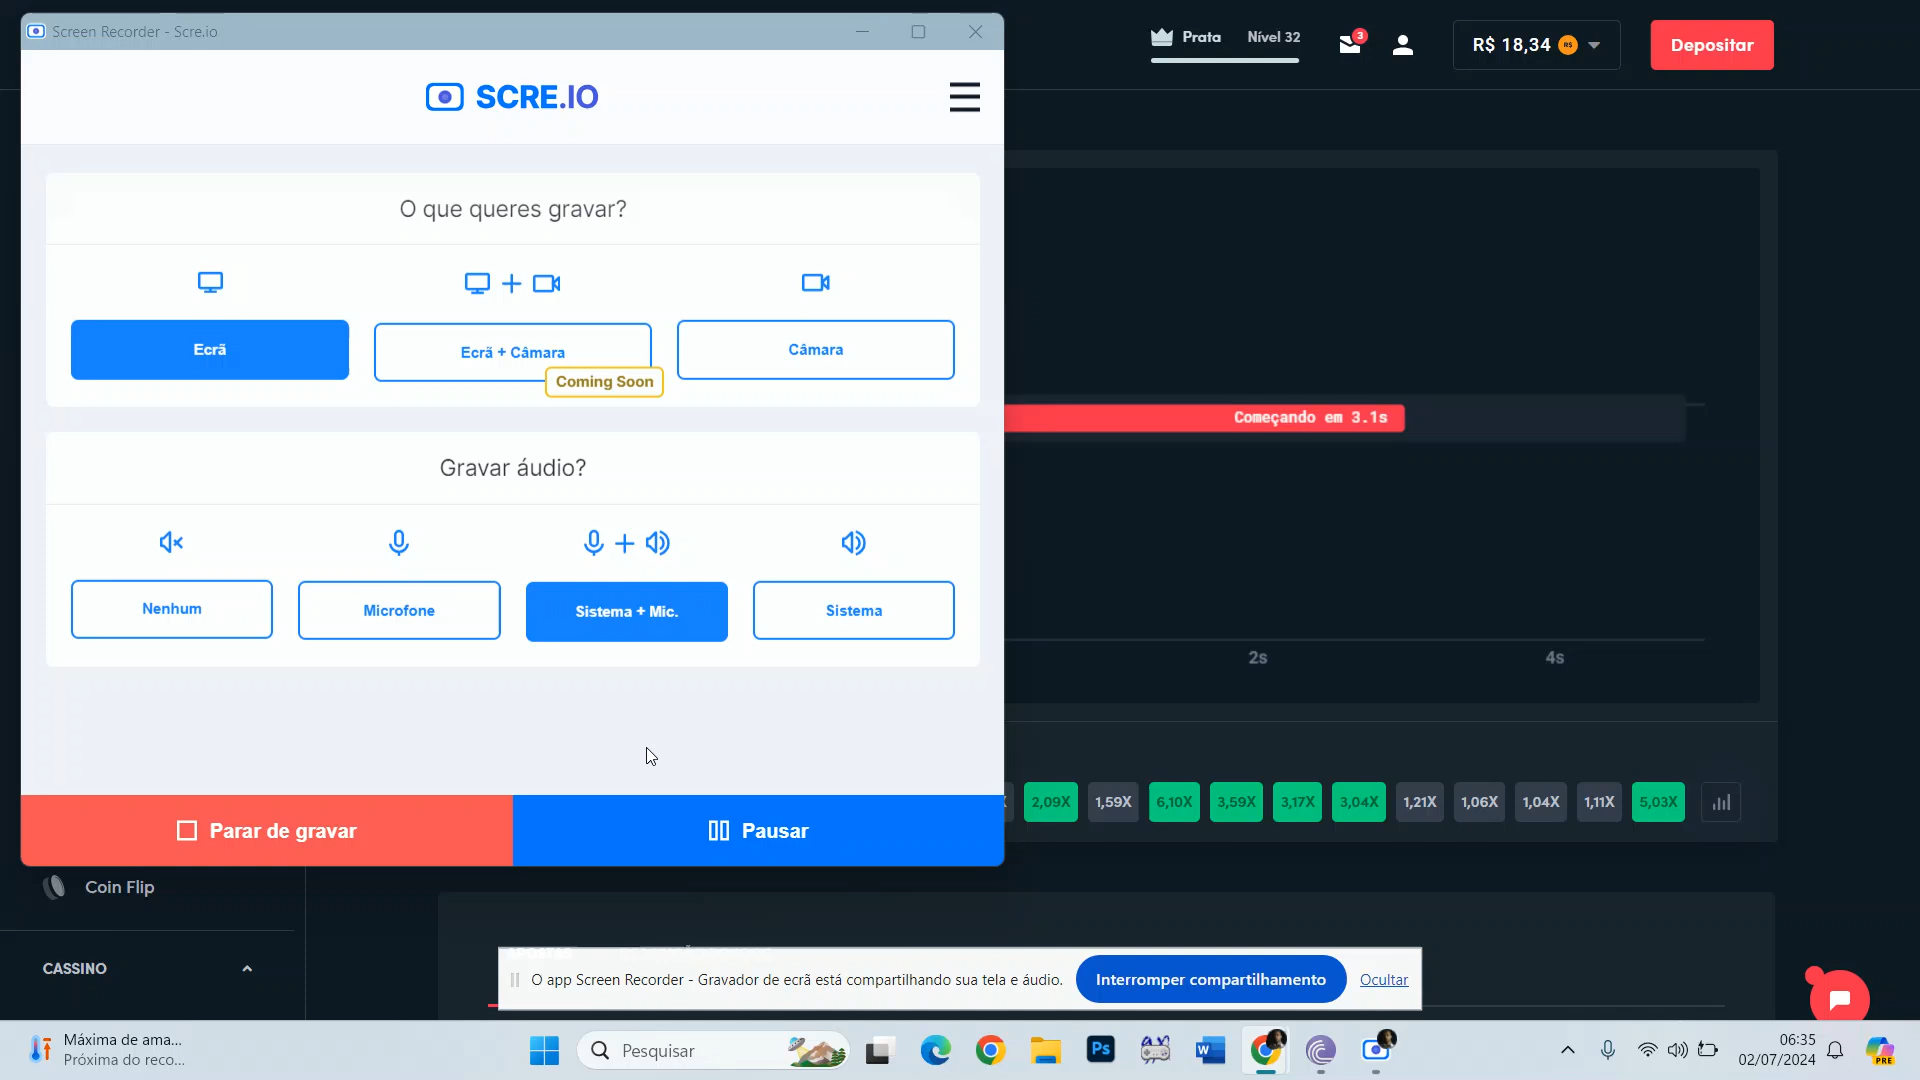 Screen Recorder - Scre.io
SCRE.IO
O que queres gravar?
Ecrã
Ecrã + Câmara
Câmara
Coming Soon
Gravar áudio?
Nenhum
Microfone
Sistema + Mic.
Sistema
Parar de gravar
Pausar
Prata
Nível 32
3
R$ 18,34
R$
Depositar
Começando em 3.1s
2s
4s
2,09X
1,59X
6,10X
3,59X
3,17X
3,04X
1,21X
1,06X
1,04X
1,11X
5,03X
Coin Flip
CASSINO
O app Screen Recorder - Gravador de ecrã está compartilhando sua tela e áudio.
Interromper compartilhamento
Ocultar
Máxima de ama...
Próxima do reco...
Pesquisar
Ps
W
06:35
02/07/2024
PRE